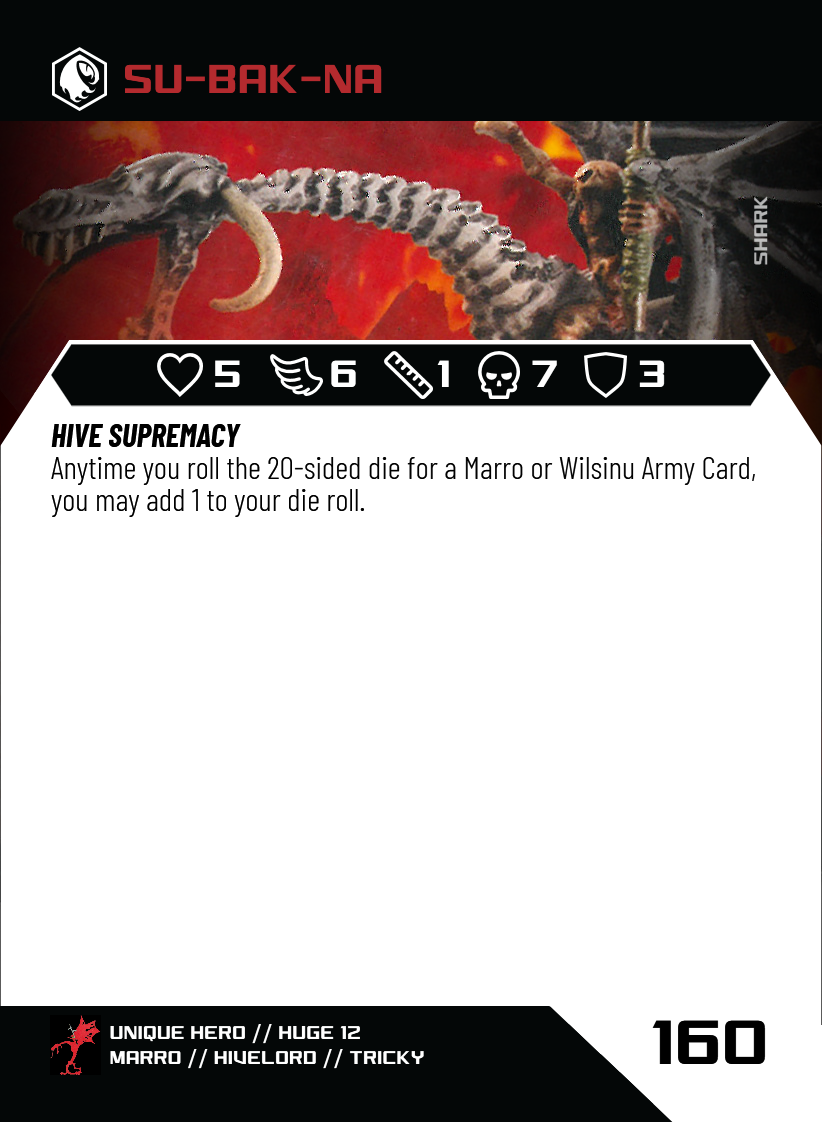 SU-BAK-NA
SHARK
5 6 1 7 3
HIVE SUPREMACY
Anytime you roll the 20-sided die for a Marro or Wilsinu Army Card,
you may add 1 to your die roll.
UNIQUE HERO // HUGE 12
MARRO // HIVELORD // TRICKY
160